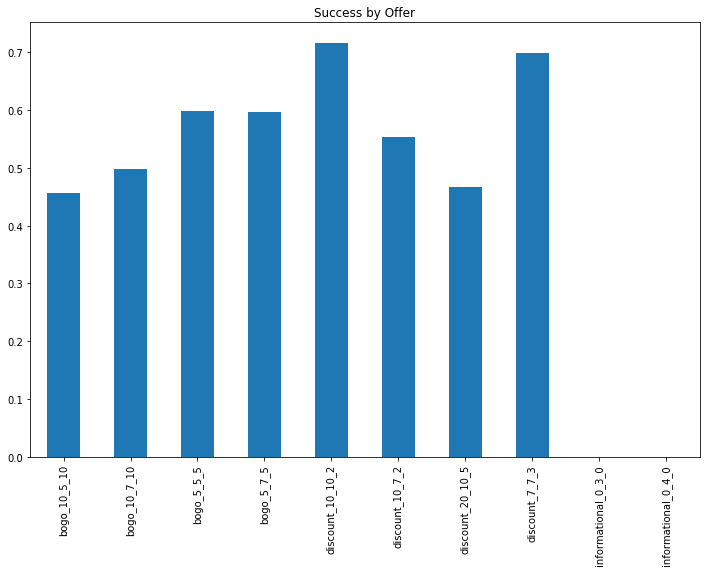 Success by Offer
0.7
0.6
0.5
0.4
0.3
0.2
0.1
0.0
bogo_10_5_10
bogo_10_7_10
bogo_5_5_5
bogo_5_7_5
discount_10_10_2
discount_10_7_2
discount_20_10_5
discount_7_7_3
informational_0_3_0
informational_0_4_0